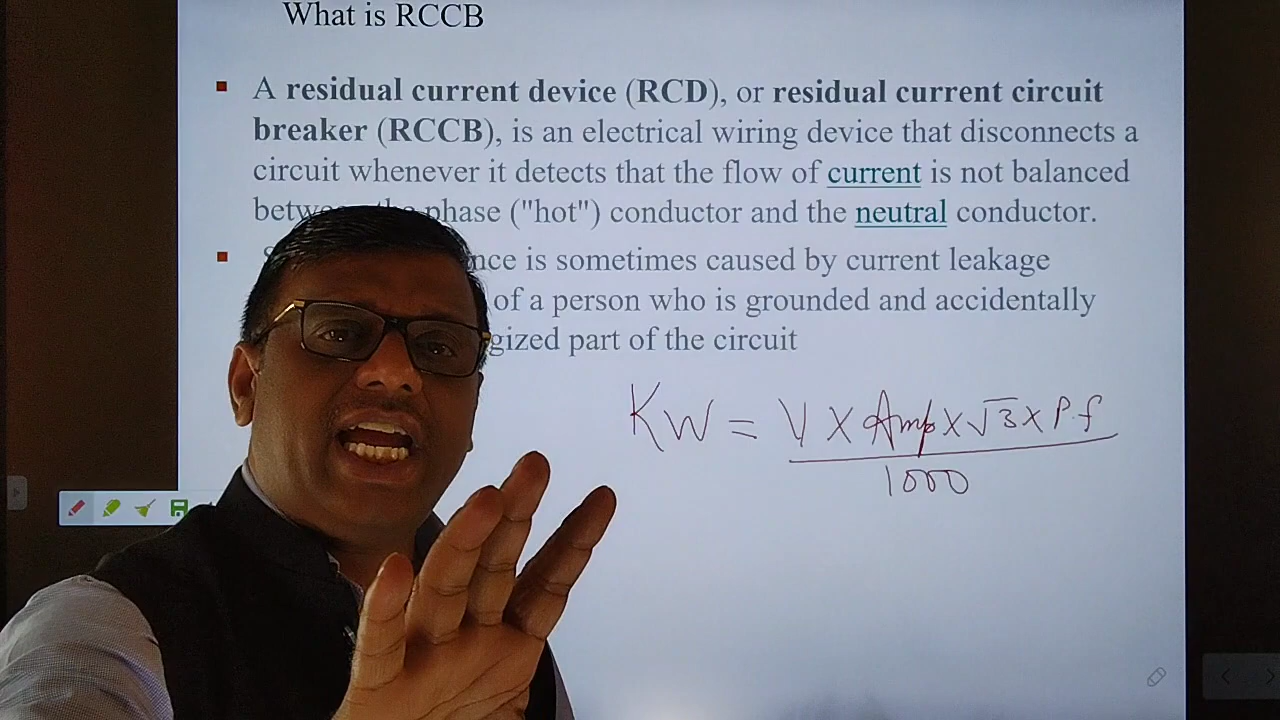 What is RCCB
A residual current device (RCD), or residual current circuit
breaker (RCCB), is an electrical wiring device that disconnects a
circuit whenever it detects that the flow of current is not balanced
between the phase ("hot") conductor and the neutral conductor.
is sometimes caused by current leakage
of a person who is grounded and accidentally
part of the circuit
KW = V X Amp X √3 X P.f
1000